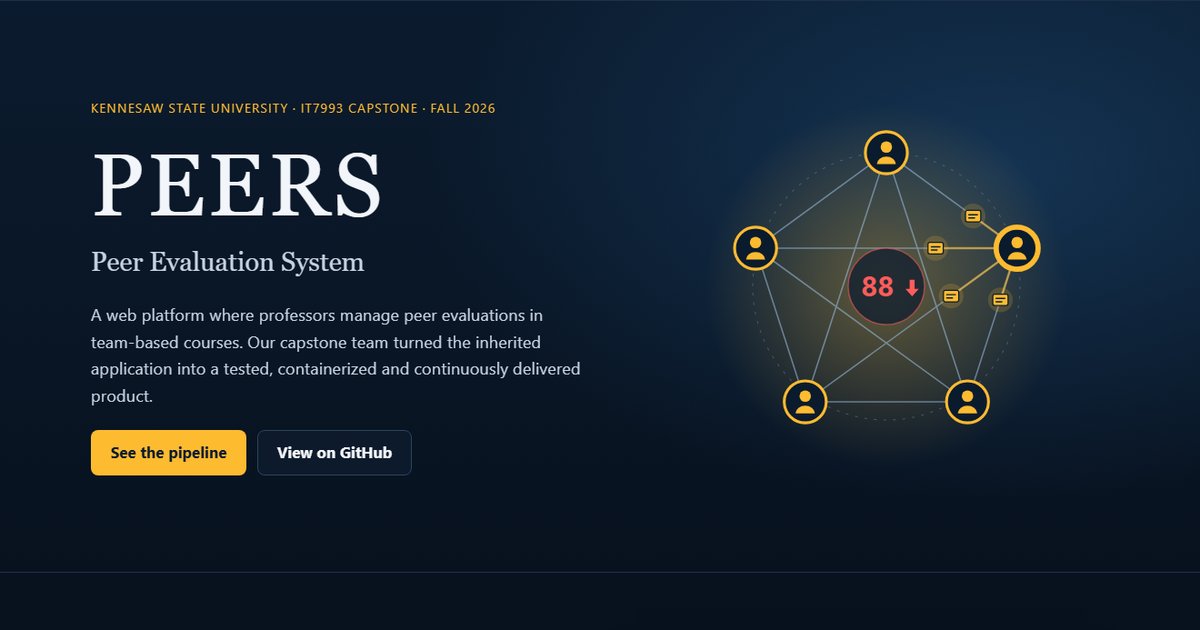 KENNESAW STATE UNIVERSITY · IT7993 CAPSTONE · FALL 2026
PEERS
Peer Evaluation System
A web platform where professors manage peer evaluations in
team-based courses. Our capstone team turned the inherited
application into a tested, containerized and continuously delivered
product.
See the pipeline
View on GitHub
88